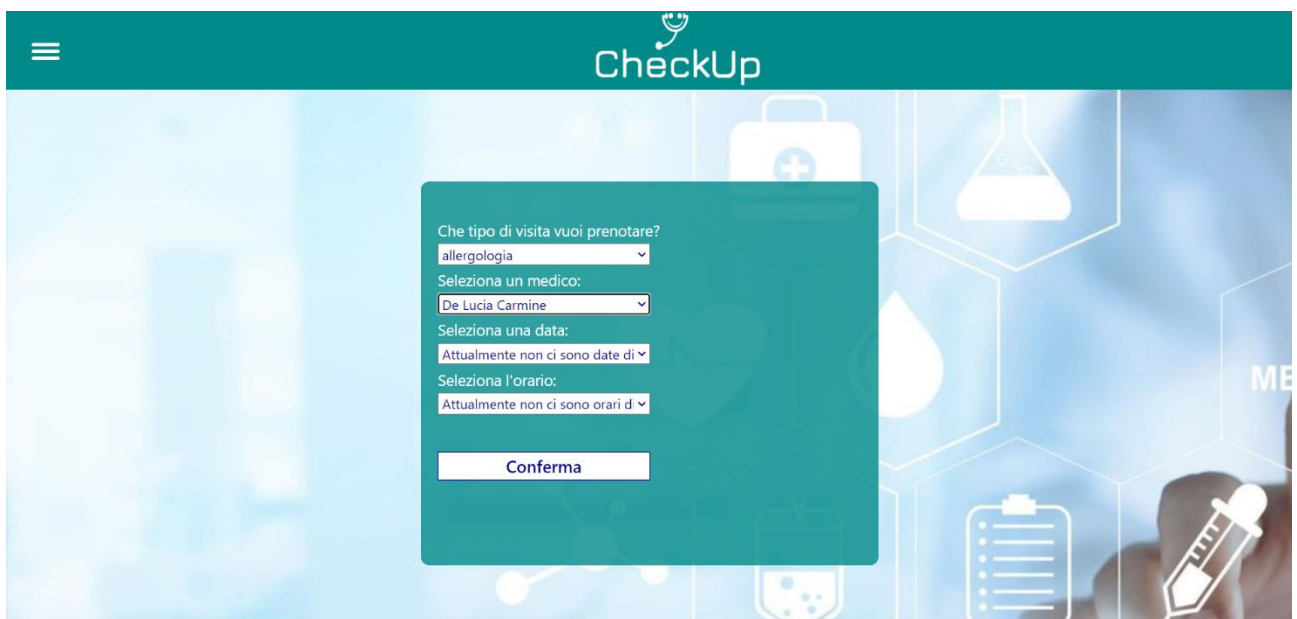 CheckUp
Che tipo di visita vuoi prenotare?
allergologia
Seleziona un medico:
De Lucia Carmine
Seleziona una data:
Attualmente non ci sono date di
Seleziona l'orario:
Attualmente non ci sono orari d
Conferma
ME